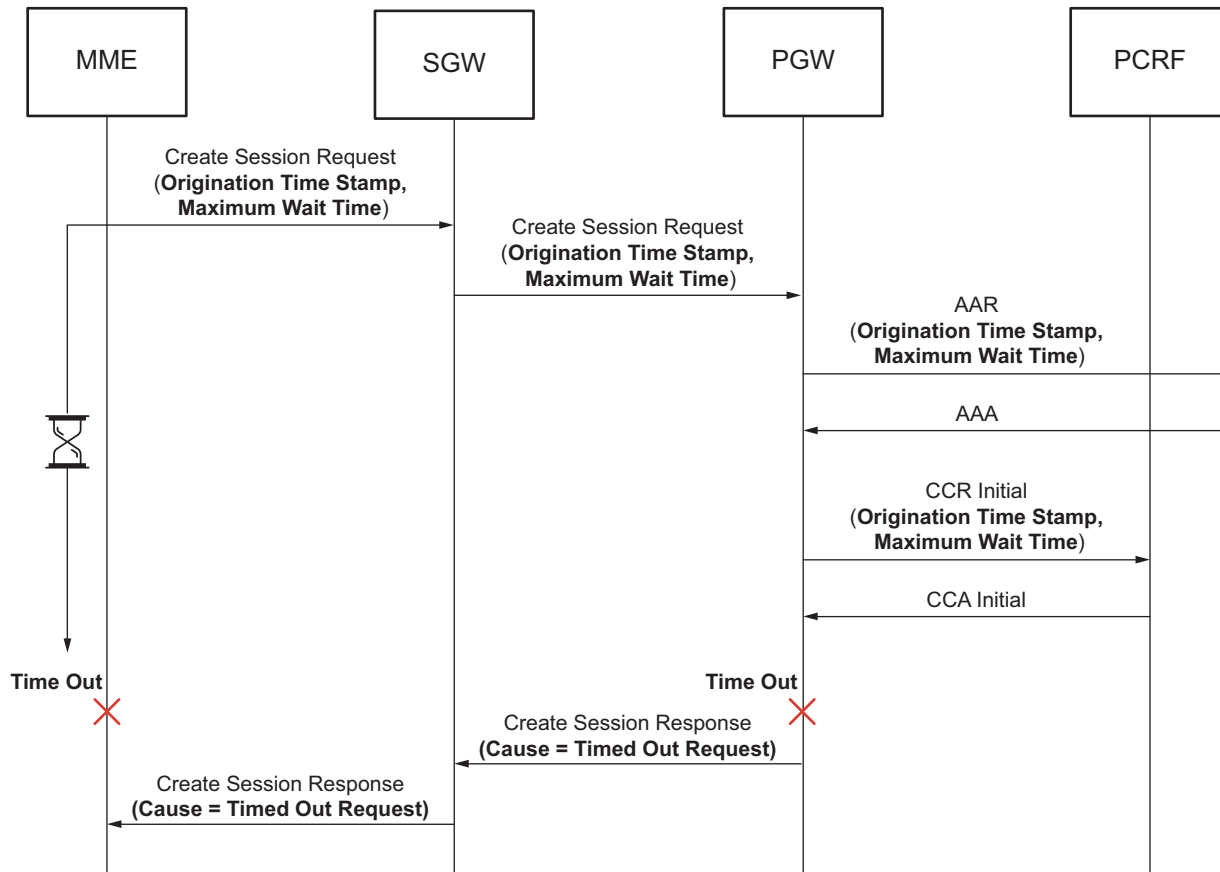 MME
SGW
PGW
PCRF
Create Session Request
(Origination Time Stamp,
Maximum Wait Time)
Create Session Request
(Origination Time Stamp,
Maximum Wait Time)
AAR
(Origination Time Stamp,
Maximum Wait Time)
AAA
CCR Initial
(Origination Time Stamp,
Maximum Wait Time)
CCA Initial
Time Out
Time Out
Create Session Response
(Cause = Timed Out Request)
Create Session Response
(Cause = Timed Out Request)